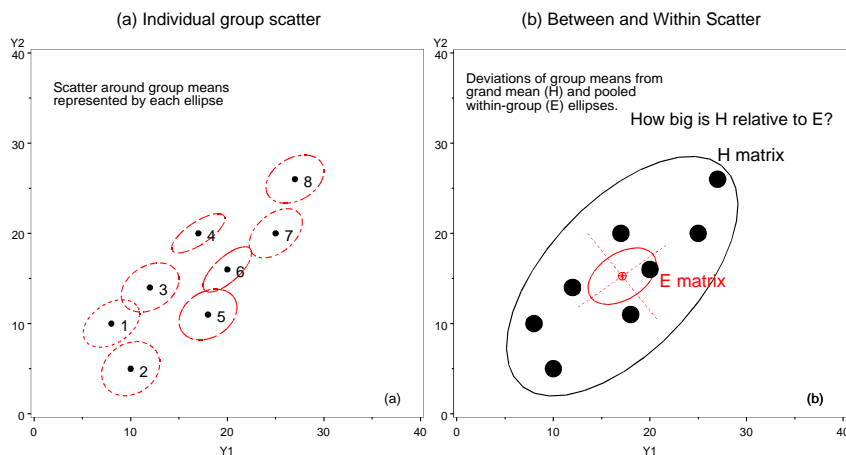 (a) Individual group scatter
Y2
40
30
20
10
0
Scatter around group means
represented by each ellipse
8
4
7
6
3
5
1
2
(a)
0 10 20 30 40
Y1
(b) Between and Within Scatter
Y2
40
30
20
10
0
Deviations of group means from
grand mean (H) and pooled
within-group (E) ellipses.
How big is H relative to E?
H matrix
E matrix
(b)
0 10 20 30 40
Y1